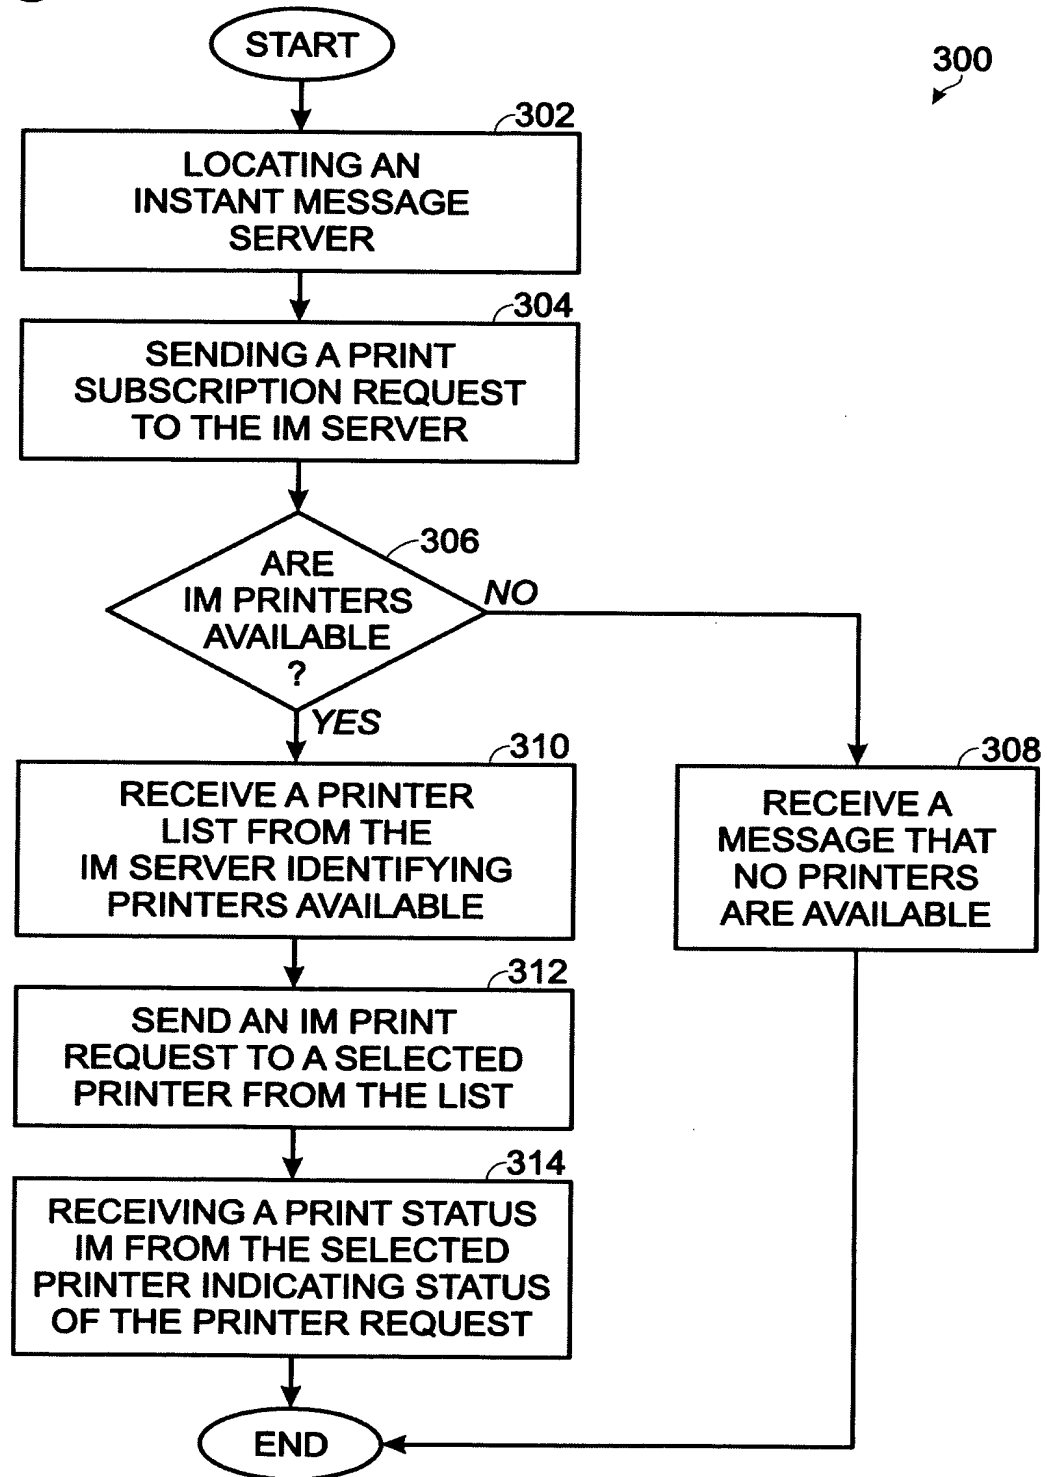 START
300
302
LOCATING AN
INSTANT MESSAGE
SERVER
304
SENDING A PRINT
SUBSCRIPTION REQUEST
TO THE IM SERVER
306
ARE
IM PRINTERS
AVAILABLE
?
NO
YES
310
RECEIVE A PRINTER
LIST FROM THE
IM SERVER IDENTIFYING
PRINTERS AVAILABLE
308
RECEIVE A
MESSAGE THAT
NO PRINTERS
ARE AVAILABLE
312
SEND AN IM PRINT
REQUEST TO A SELECTED
PRINTER FROM THE LIST
314
RECEIVING A PRINT STATUS
IM FROM THE SELECTED
PRINTER INDICATING STATUS
OF THE PRINTER REQUEST
END